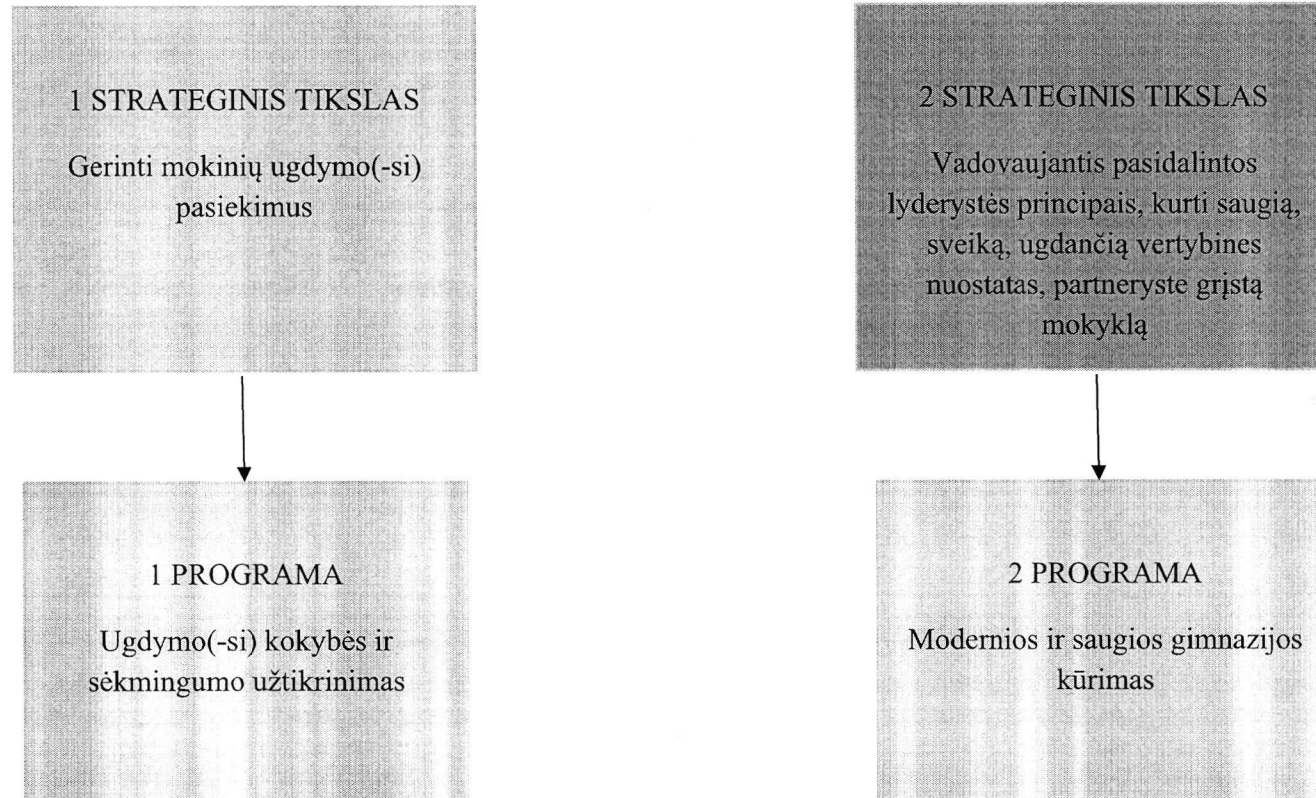 1 STRATEGINIS TIKSLAS
Gerinti mokinių ugdymo(-si)
pasiekimus
2 STRATEGINIS TIKSLAS
Vadovaujantis pasidalintos
lyderystės principais, kurti saugią,
sveiką, ugdančią vertybines
nuostatas, partneryste grįstą
mokyklą
1 PROGRAMA
Ugdymo(-si) kokybės ir
sėkmingumo užtikrinimas
2 PROGRAMA
Modernios ir saugios gimnazijos
kūrimas